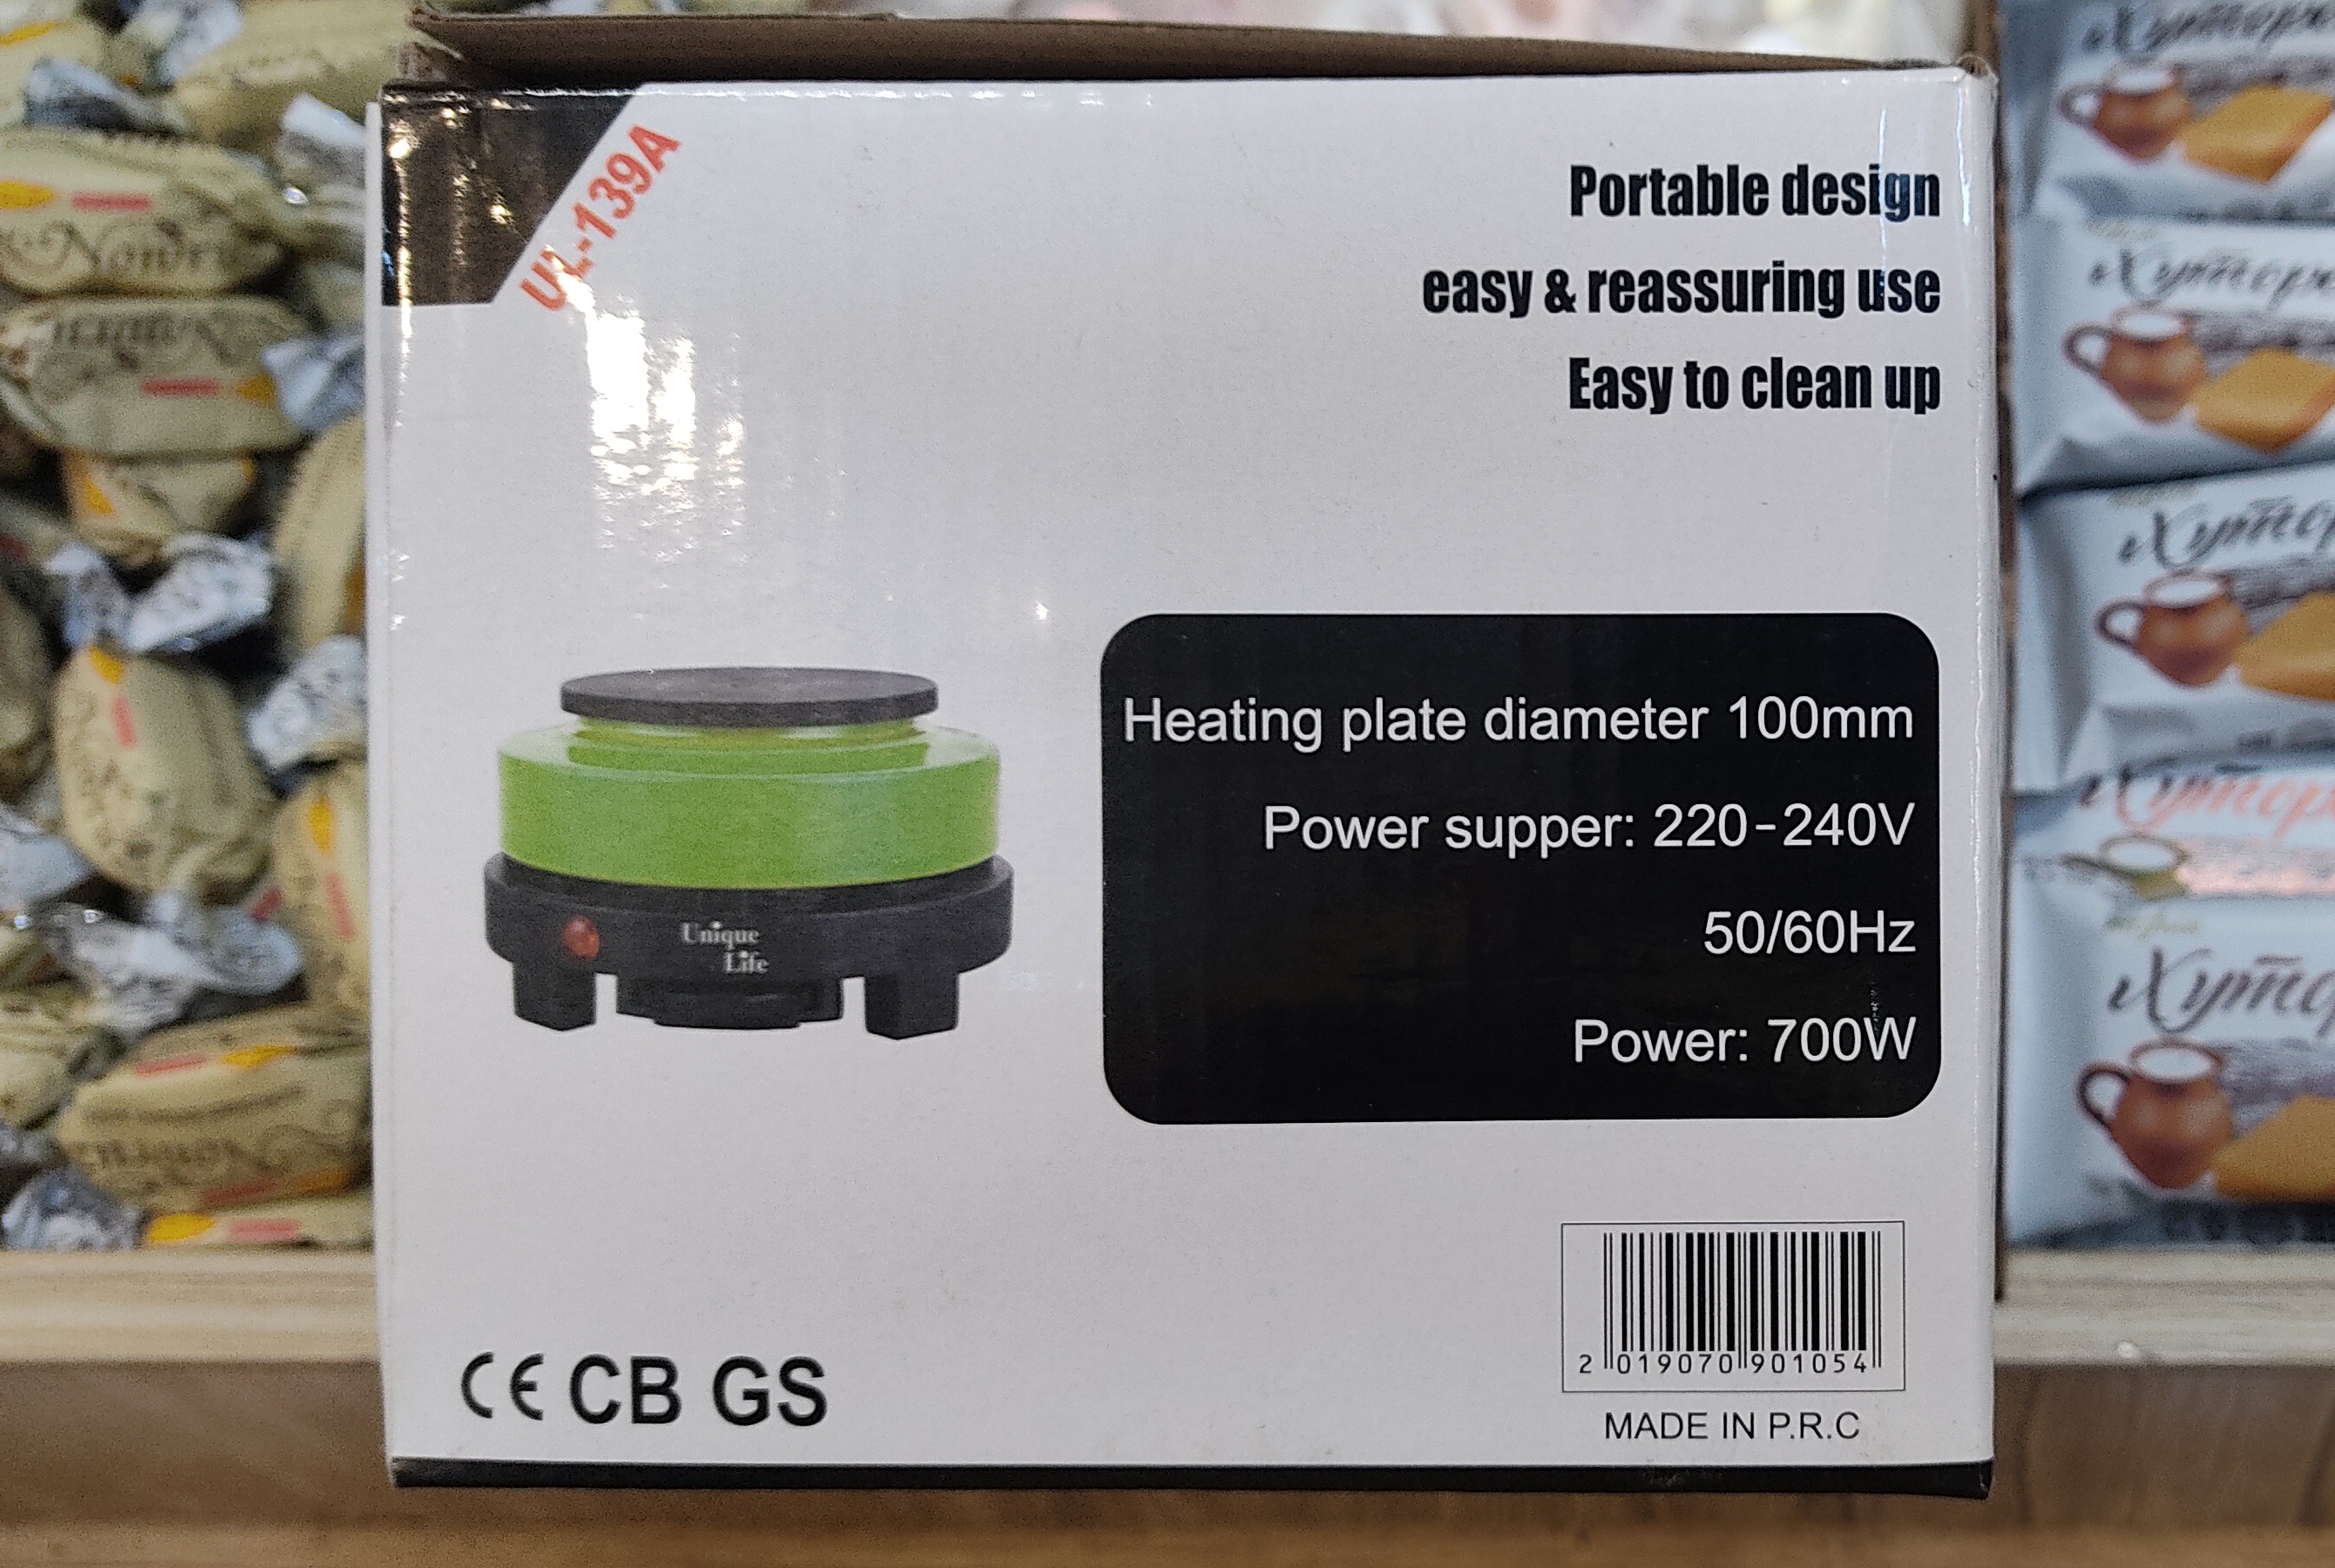 UL-139A
Portable design
easy & reassuring use
Easy to clean up
Heating plate diameter 100mm
Power supper: 220-240V
50/60Hz
Power: 700W
Unique
Life
CE CB GS
2 019070 901054
MADE IN P.R.C